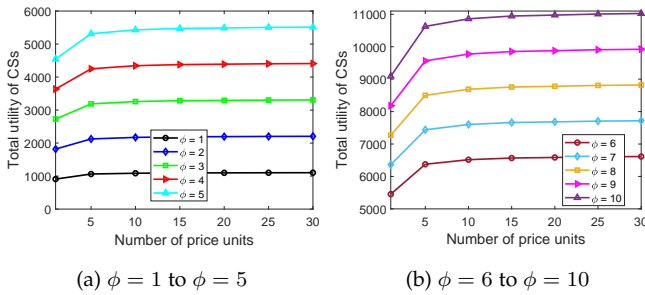 6000
5000
4000
3000
2000
1000
0
Total utility of CSs
ϕ = 1
ϕ = 2
ϕ = 3
ϕ = 4
ϕ = 5
5 10 15 20 25 30
Number of price units
(a) ϕ = 1 to ϕ = 5
11000
10000
9000
8000
7000
6000
5000
Total utility of CSs
ϕ = 6
ϕ = 7
ϕ = 8
ϕ = 9
ϕ = 10
5 10 15 20 25 30
Number of price units
(b) ϕ = 6 to ϕ = 10